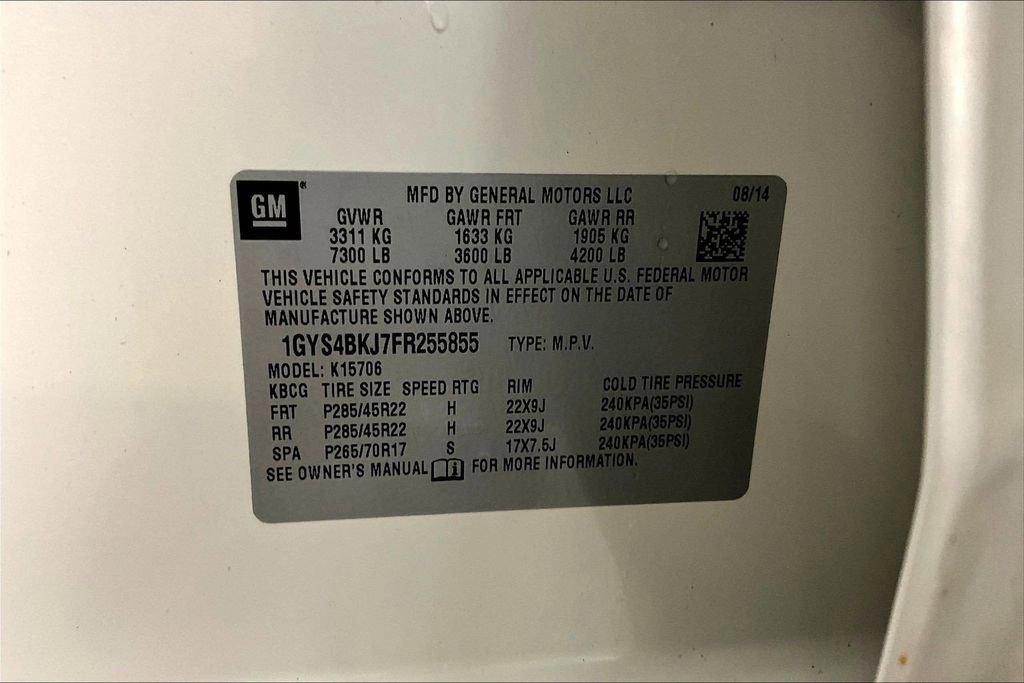 GM
MFD BY GENERAL MOTORS LLC 08/14
GVWR GAWR FRT GAWR RR
3311 KG 1633 KG 1905 KG
7300 LB 3600 LB 4200 LB
THIS VEHICLE CONFORMS TO ALL APPLICABLE U.S. FEDERAL MOTOR
VEHICLE SAFETY STANDARDS IN EFFECT ON THE DATE OF
MANUFACTURE SHOWN ABOVE.
1GYS4BKJ7FR255855 TYPE: M.P.V.
MODEL: K15706
KBCG TIRE SIZE SPEED RTG RIM COLD TIRE PRESSURE
FRT P285/45R22 H 22X9J 240KPA(35PSI)
RR P285/45R22 H 22X9J 240KPA(35PSI)
SPA P265/70R17 S 17X7.5J 240KPA(35PSI)
SEE OWNER'S MANUAL FOR MORE INFORMATION.